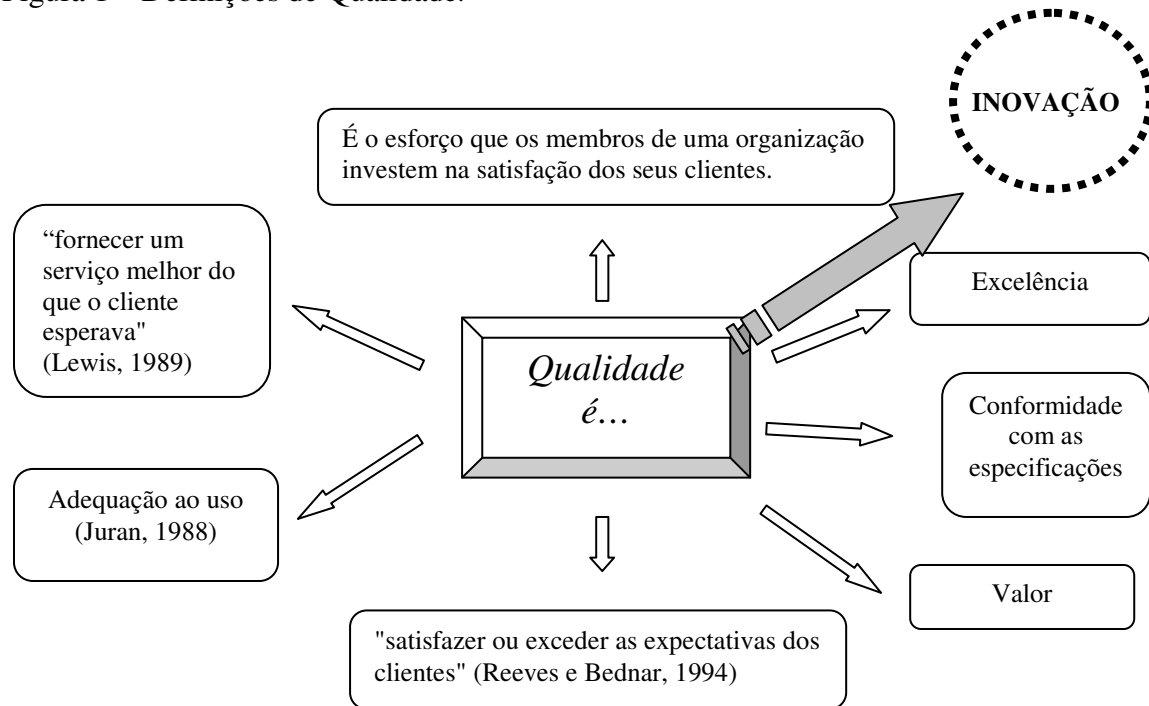 Figura 1 – Definições de Qualidade.
INOVAÇÃO
É o esforço que os membros de uma organização
investem na satisfação dos seus clientes.
“fornecer um
serviço melhor do
que o cliente
esperava"
(Lewis, 1989)
Excelência
Qualidade
é…
Conformidade
com as
especificações
Adequação ao uso
(Juran, 1988)
Valor
"satisfazer ou exceder as expectativas dos
clientes" (Reeves e Bednar, 1994)